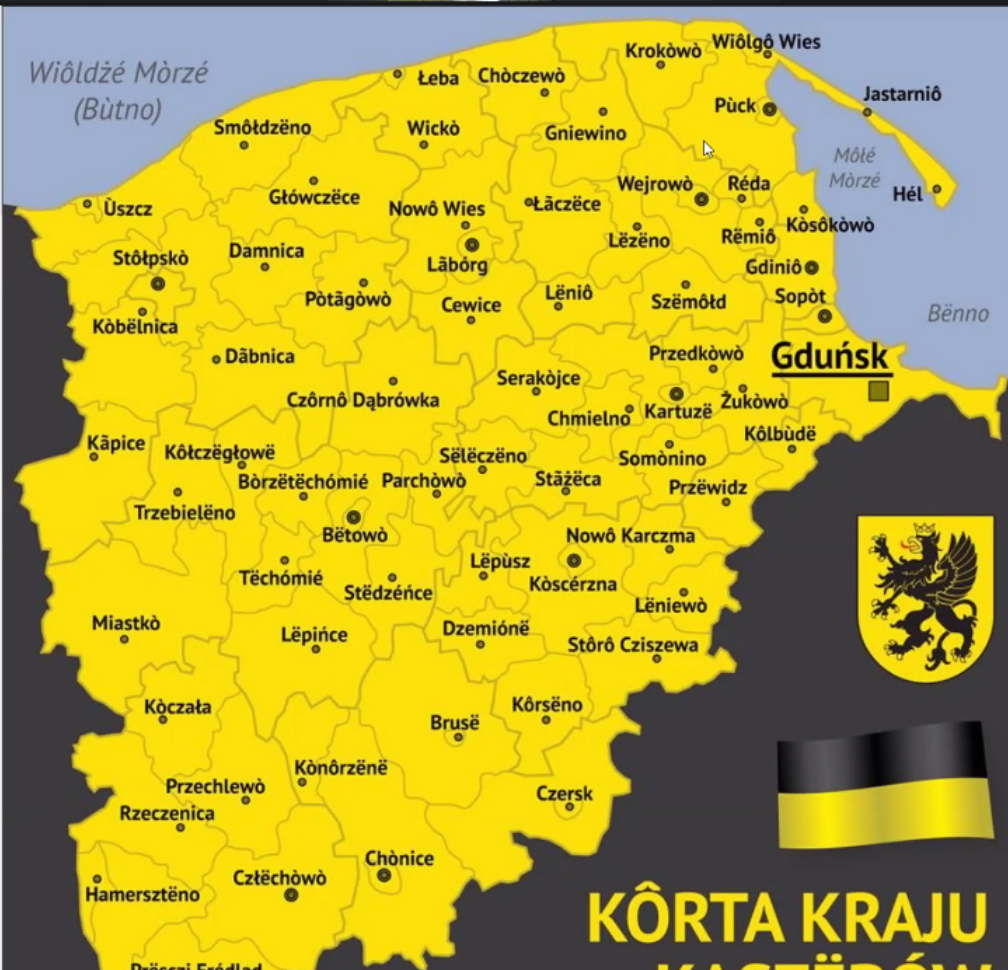 Wiôlgô Wies
Krokòwò
Wiôldżé Mòrzé
(Bùtno)
Łeba
Chòczewò
Jastarniô
Pùck
Smôłdzëno
Wickò
Gniewino
Môłé
Mòrzé
Wejrowò
Réda
Hél
Główczëce
Ùszcz
Nowô Wies
Łãczëce
Kòsôkòwò
Lëzëno
Rëmiô
Damnica
Stôłpskò
Lãbórg
Gdiniô
Pòtãgòwò
Lëniô
Szëmôłd
Sopòt
Cewice
Bënno
Kòbëlnica
Dãbnica
Przedkòwò
Gduńsk
Serakòjce
Czôrnô Dąbrówka
Chmielno
Kartuzë
Żukòwò
Kôlbùdë
Kãpice
Kôłczëgłowë
Sëlëczëno
Somònino
Bòrzëtëchómié
Parchòwò
Stãżëca
Przëwidz
Trzebielëno
Bëtowò
Nowô Karczma
Lëpùsz
Tëchómié
Stëdzéńce
Kòscérzna
Lëniewò
Miastkò
Lëpińce
Dzemiónë
Stôrô Cziszewa
Kòczała
Kôrsëno
Brusë
Kònôrzënë
Przechlewò
Czersk
Rzeczenica
Chònice
Człëchòwò
Hamersztëno
KÔRTA KRAJU